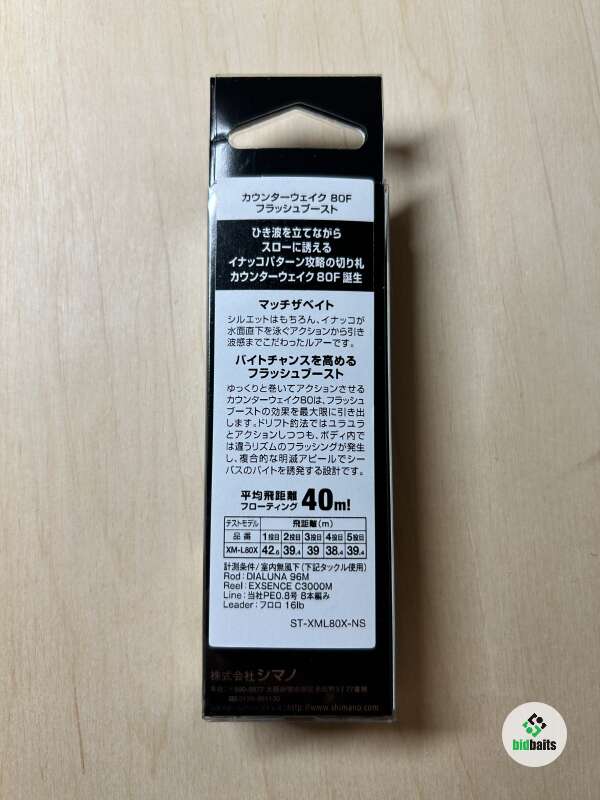 カウンターウェイク 80F
フラッシュブースト
ひき波を立てながら
スローに誘える
イナッコパターン攻略の切り札
カウンターウェイク80F 誕生
マッチザベイト
シルエットはもちろん、イナッコが
水面直下を泳ぐアクションから引き
波感までこだわったルアーです。
バイトチャンスを高める
フラッシュブースト
ゆっくりと巻いてアクションさせる
カウンターウェイク80は、フラッシュ
ブーストの効果を最大限に引き出
します。ドリフト釣法ではユラユラ
とアクションしつつも、ボディ内で
は違うリズムのフラッシングが発生
し、複合的な明滅アピールでシー
バスのバイトを誘発する設計です。
平均飛距離
フローティング 40m!
テストモデル 飛距離(m)
品番 1投目 2投目 3投目 4投目 5投目
XM-L80X 42.6 39.4 39 38.4 39.4
計測条件/室内無風下(下記タックル使用)
Rod:DIALUNA 96M
Reel:EXSENCE C3000M
Line:当社PE0.8号 8本編み
Leader:フロロ 16lb
ST-XML80X-NS
株式会社シマノ
http://www.shimano.com
bidbaits